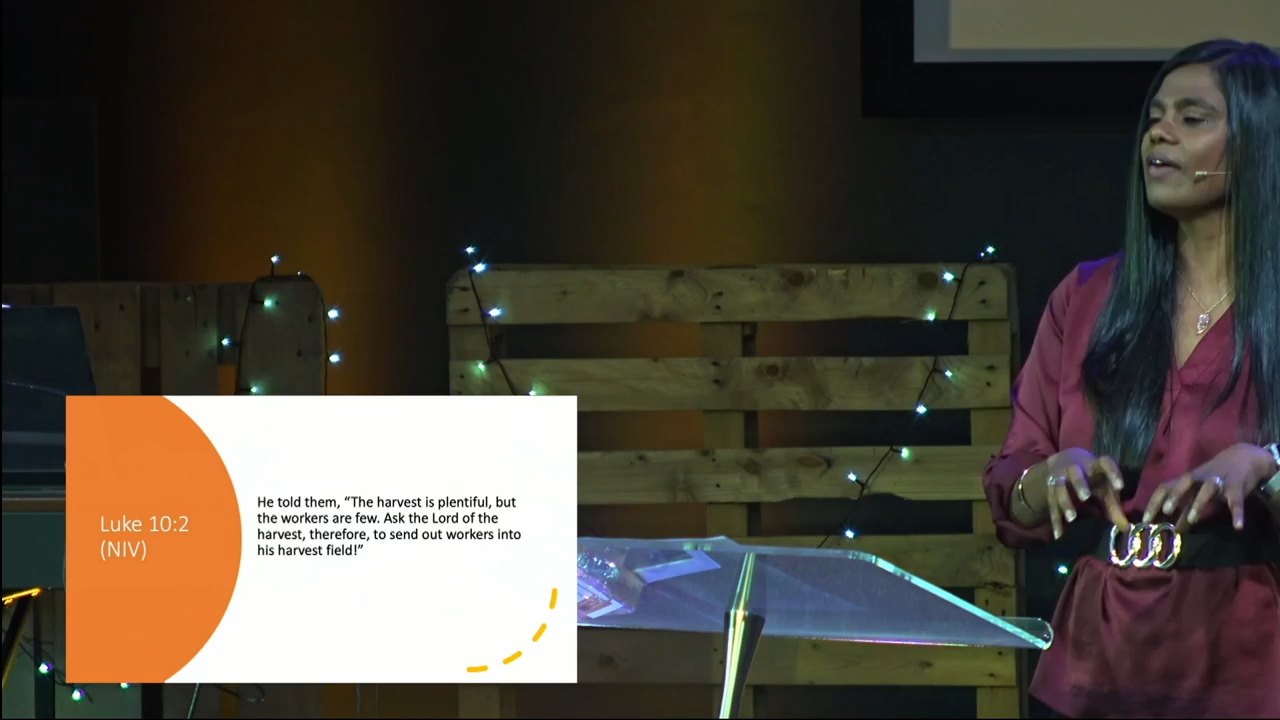 Luke 10:2
(NIV)
He told them, “The harvest is plentiful, but
the workers are few. Ask the Lord of the
harvest, therefore, to send out workers into
his harvest field!”